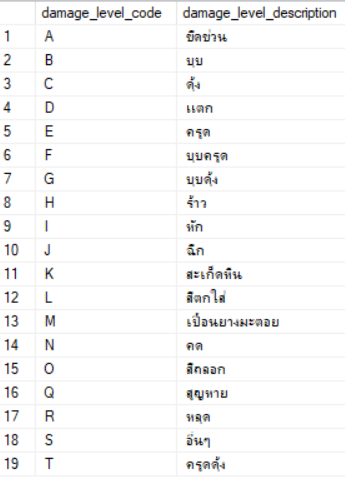 damage_level_code damage_level_description
1 A ขีดข่วน
2 B บุบ
3 C ดุ้ง
4 D แตก
5 E ครูด
6 F บุบครูด
7 G บุบดุ้ง
8 H ร้าว
9 I หัก
10 J ฉีก
11 K สะเก็ดหิน
12 L สีตกใส่
13 M เปื้อนยางมะตอย
14 N คด
15 O สีถลอก
16 Q สูญหาย
17 R หลุด
18 S อื่นๆ
19 T ครูดดุ้ง